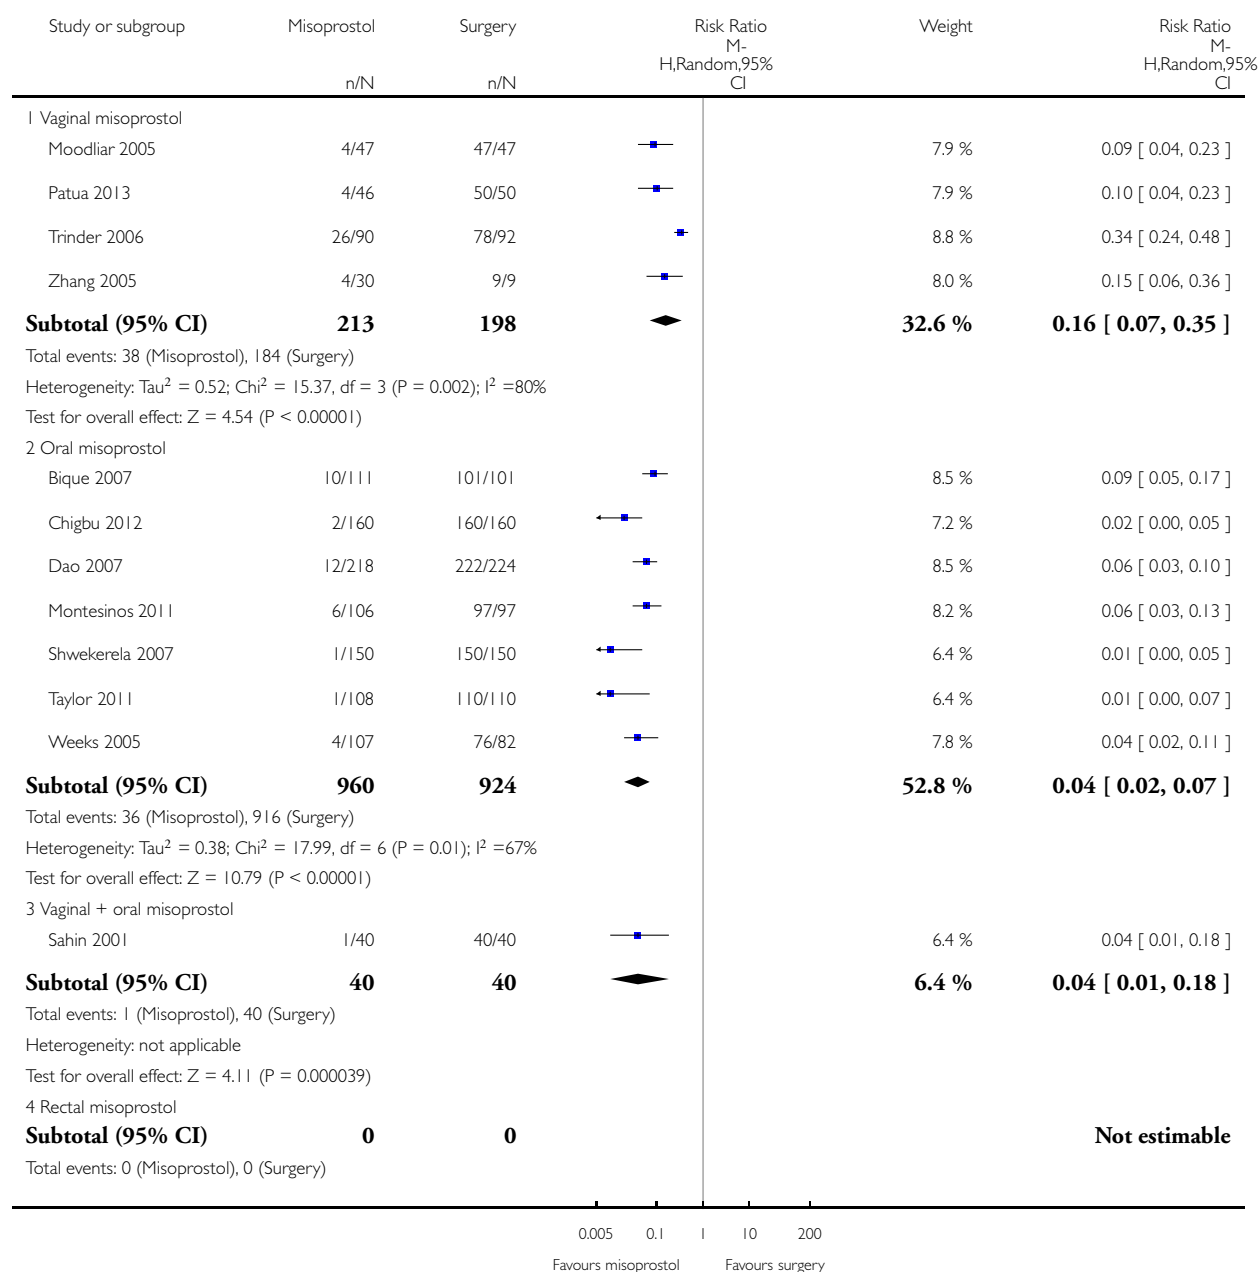 Study or subgroup Misoprostol Surgery Risk Ratio Weight Risk Ratio
M- M-
H,Random,95% H,Random,95%
n/N n/N CI CI
1 Vaginal misoprostol
Moodliar 2005 4/47 47/47 7.9 % 0.09 [ 0.04, 0.23 ]
Patua 2013 4/46 50/50 7.9 % 0.10 [ 0.04, 0.23 ]
Trinder 2006 26/90 78/92 8.8 % 0.34 [ 0.24, 0.48 ]
Zhang 2005 4/30 9/9 8.0 % 0.15 [ 0.06, 0.36 ]
Subtotal (95% CI) 213 198 32.6 % 0.16 [ 0.07, 0.35 ]
Total events: 38 (Misoprostol), 184 (Surgery)
Heterogeneity: Tau² = 0.52; Chi² = 15.37, df = 3 (P = 0.002); I² =80%
Test for overall effect: Z = 4.54 (P < 0.00001)
2 Oral misoprostol
Bique 2007 10/111 101/101 8.5 % 0.09 [ 0.05, 0.17 ]
Chigbu 2012 2/160 160/160 7.2 % 0.02 [ 0.00, 0.05 ]
Dao 2007 12/218 222/224 8.5 % 0.06 [ 0.03, 0.10 ]
Montesinos 2011 6/106 97/97 8.2 % 0.06 [ 0.03, 0.13 ]
Shwekerela 2007 1/150 150/150 6.4 % 0.01 [ 0.00, 0.05 ]
Taylor 2011 1/108 110/110 6.4 % 0.01 [ 0.00, 0.07 ]
Weeks 2005 4/107 76/82 7.8 % 0.04 [ 0.02, 0.11 ]
Subtotal (95% CI) 960 924 52.8 % 0.04 [ 0.02, 0.07 ]
Total events: 36 (Misoprostol), 916 (Surgery)
Heterogeneity: Tau² = 0.38; Chi² = 17.99, df = 6 (P = 0.01); I² =67%
Test for overall effect: Z = 10.79 (P < 0.00001)
3 Vaginal + oral misoprostol
Sahin 2001 1/40 40/40 6.4 % 0.04 [ 0.01, 0.18 ]
Subtotal (95% CI) 40 40 6.4 % 0.04 [ 0.01, 0.18 ]
Total events: 1 (Misoprostol), 40 (Surgery)
Heterogeneity: not applicable
Test for overall effect: Z = 4.11 (P = 0.000039)
4 Rectal misoprostol
Subtotal (95% CI) 0 0 Not estimable
Total events: 0 (Misoprostol), 0 (Surgery)
0.005 0.1 1 10 200
Favours misoprostol Favours surgery